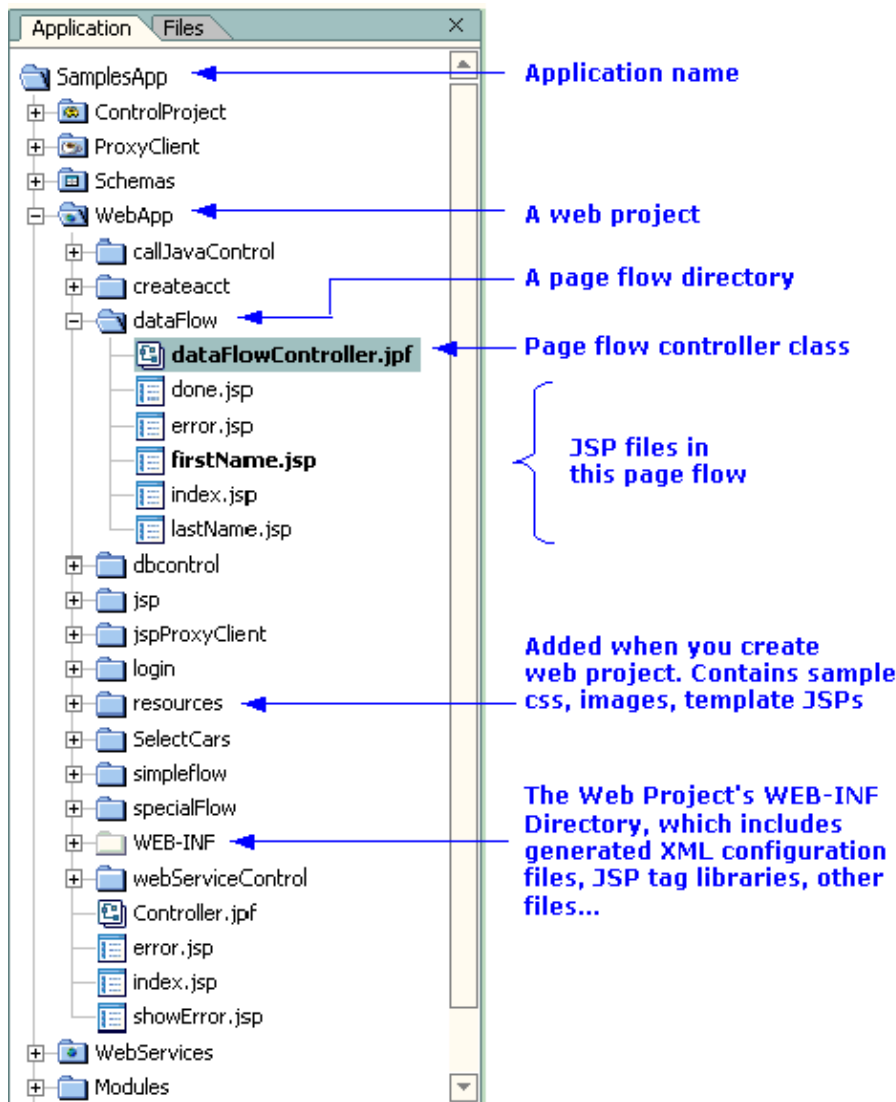 Application
Files
SamplesApp
Application name
ControlProject
ProxyClient
Schemas
WebApp
A web project
callJavaControl
A page flow directory
createacct
dataFlow
dataFlowController.jpf
Page flow controller class
done.jsp
error.jsp
firstName.jsp
index.jsp
lastName.jsp
JSP files in
this page flow
dbcontrol
jsp
jspProxyClient
login
resources
Added when you create
web project. Contains sample
css, images, template JSPs
SelectCars
simpleflow
specialFlow
WEB-INF
The Web Project's WEB-INF
Directory, which includes
generated XML configuration
files, JSP tag libraries, other
files...
webServiceControl
Controller.jpf
error.jsp
index.jsp
showError.jsp
WebServices
Modules